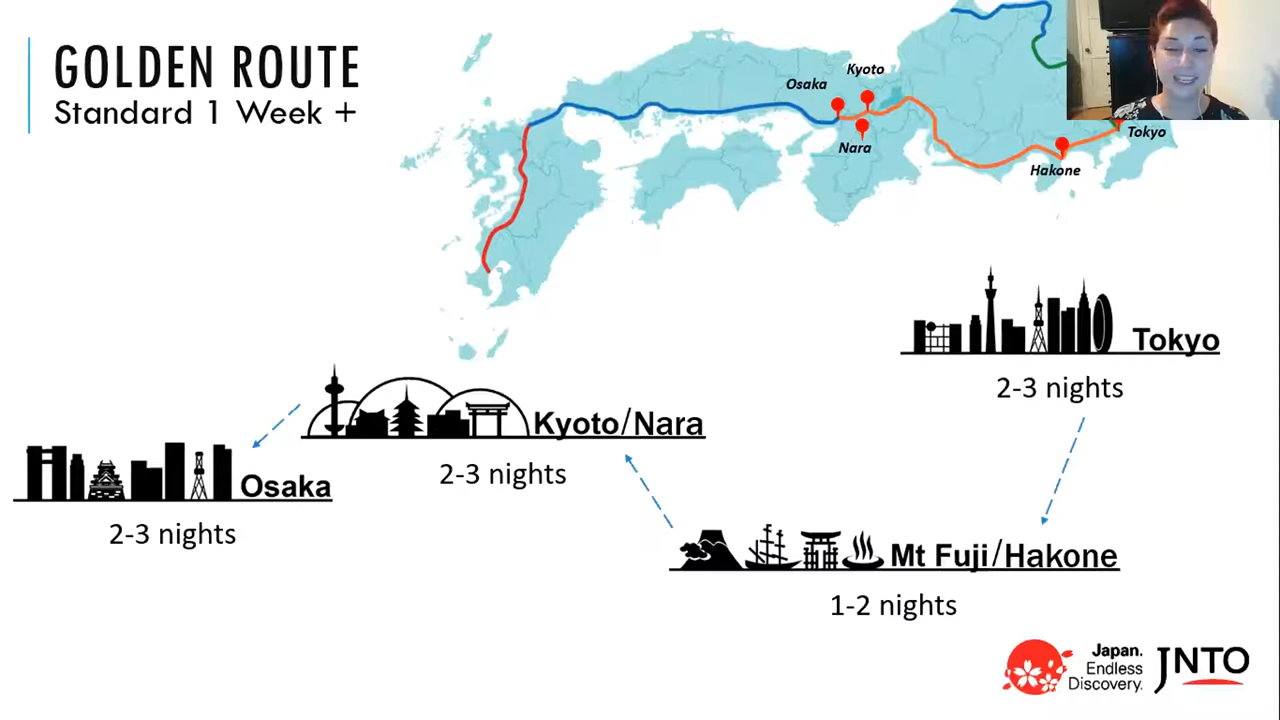 GOLDEN ROUTE
Standard 1 Week +
Kyoto
Osaka
Nara
Tokyo
Hakone
Tokyo
2-3 nights
Kyoto/Nara
2-3 nights
Osaka
2-3 nights
Mt Fuji/Hakone
1-2 nights
Japan.
Endless
Discovery.
JNTO